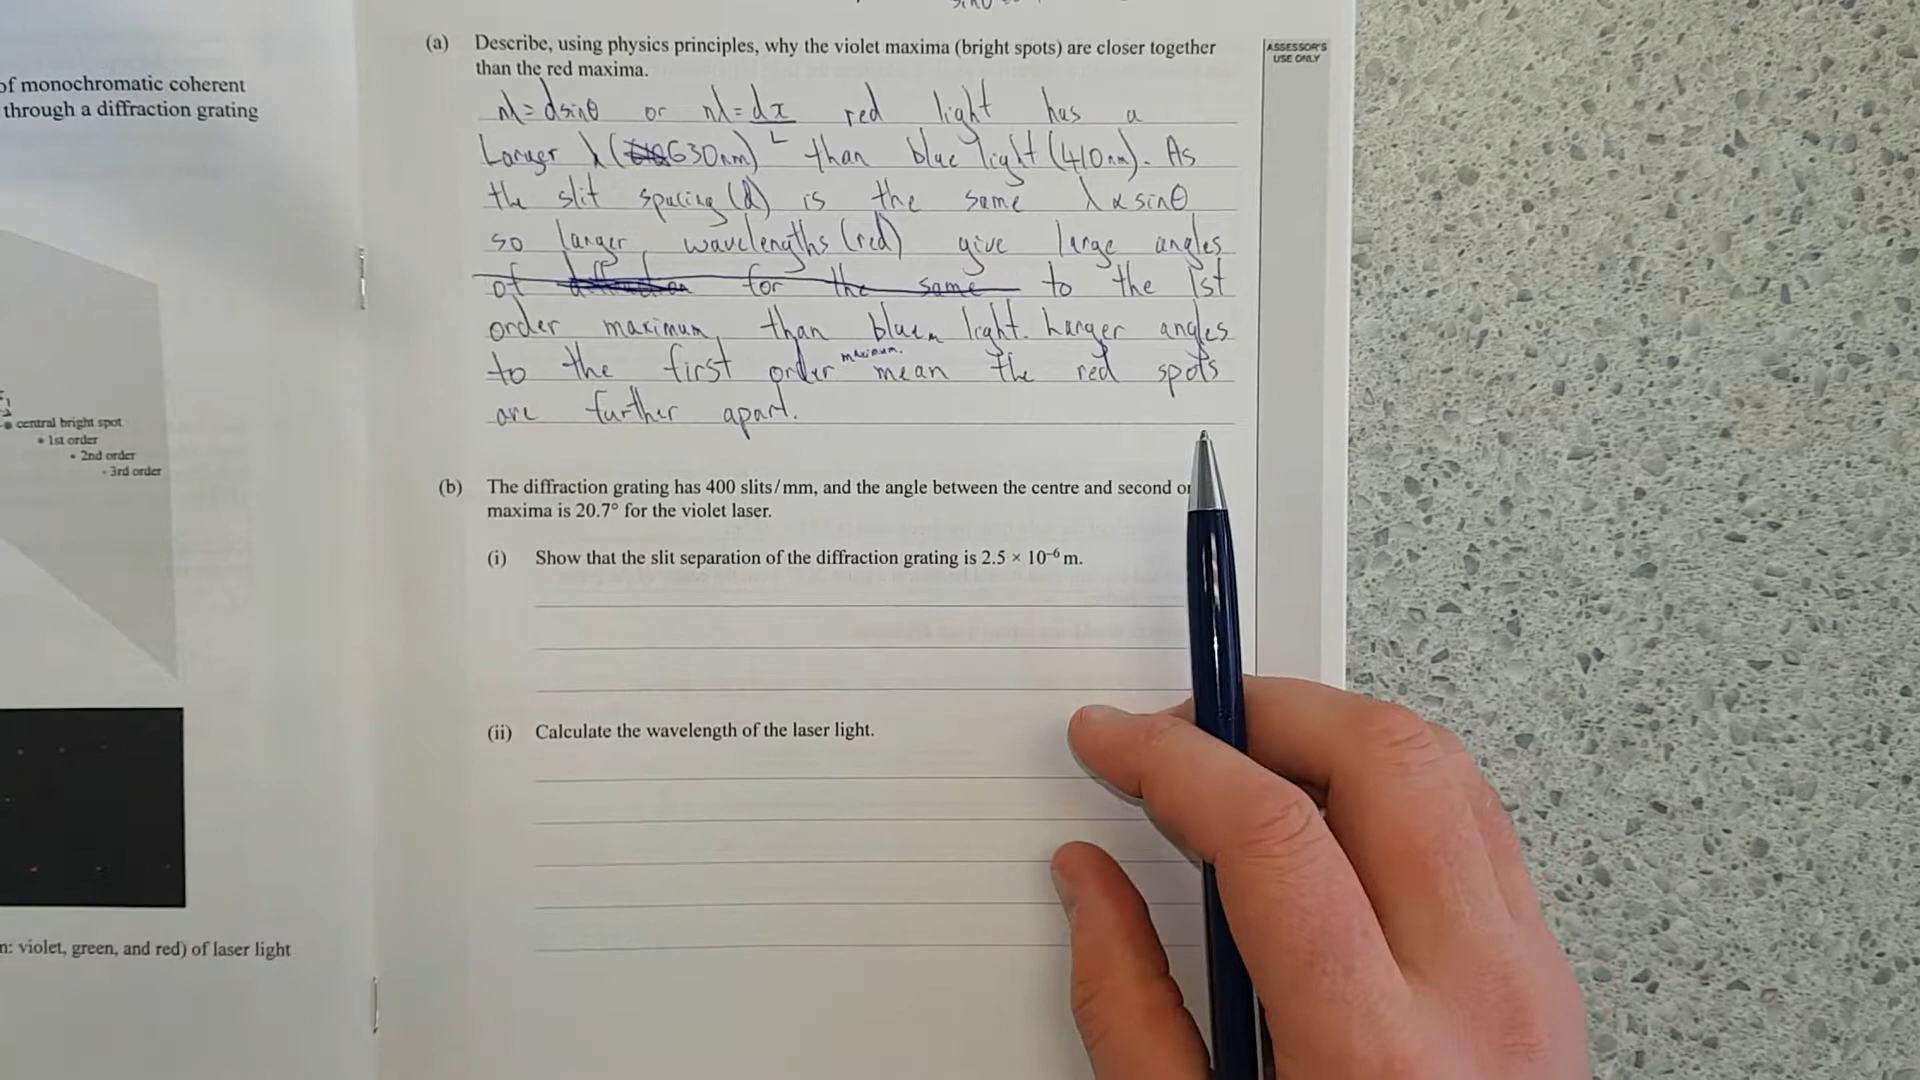 of monochromatic coherent
through a diffraction grating
central bright spot
1st order
2nd order
3rd order
n: violet, green, and red) of laser light
(a) Describe, using physics principles, why the violet maxima (bright spots) are closer together
than the red maxima.
ASSESSOR'S
USE ONLY
nλ = dsinθ or nλ = dx/L red light has a
Longer λ (630nm) than blue light (410nm). As
the slit spacing (d) is the same λ α sinθ
so larger wavelengths (red) give large angles
of diffraction for the same to the 1st
order maximum, than blue light. Larger angles
to the first order maximum. mean the red spots
are further apart.
(b) The diffraction grating has 400 slits/mm, and the angle between the centre and second
maxima is 20.7° for the violet laser.
(i) Show that the slit separation of the diffraction grating is 2.5 × 10⁻⁶ m.
(ii) Calculate the wavelength of the laser light.